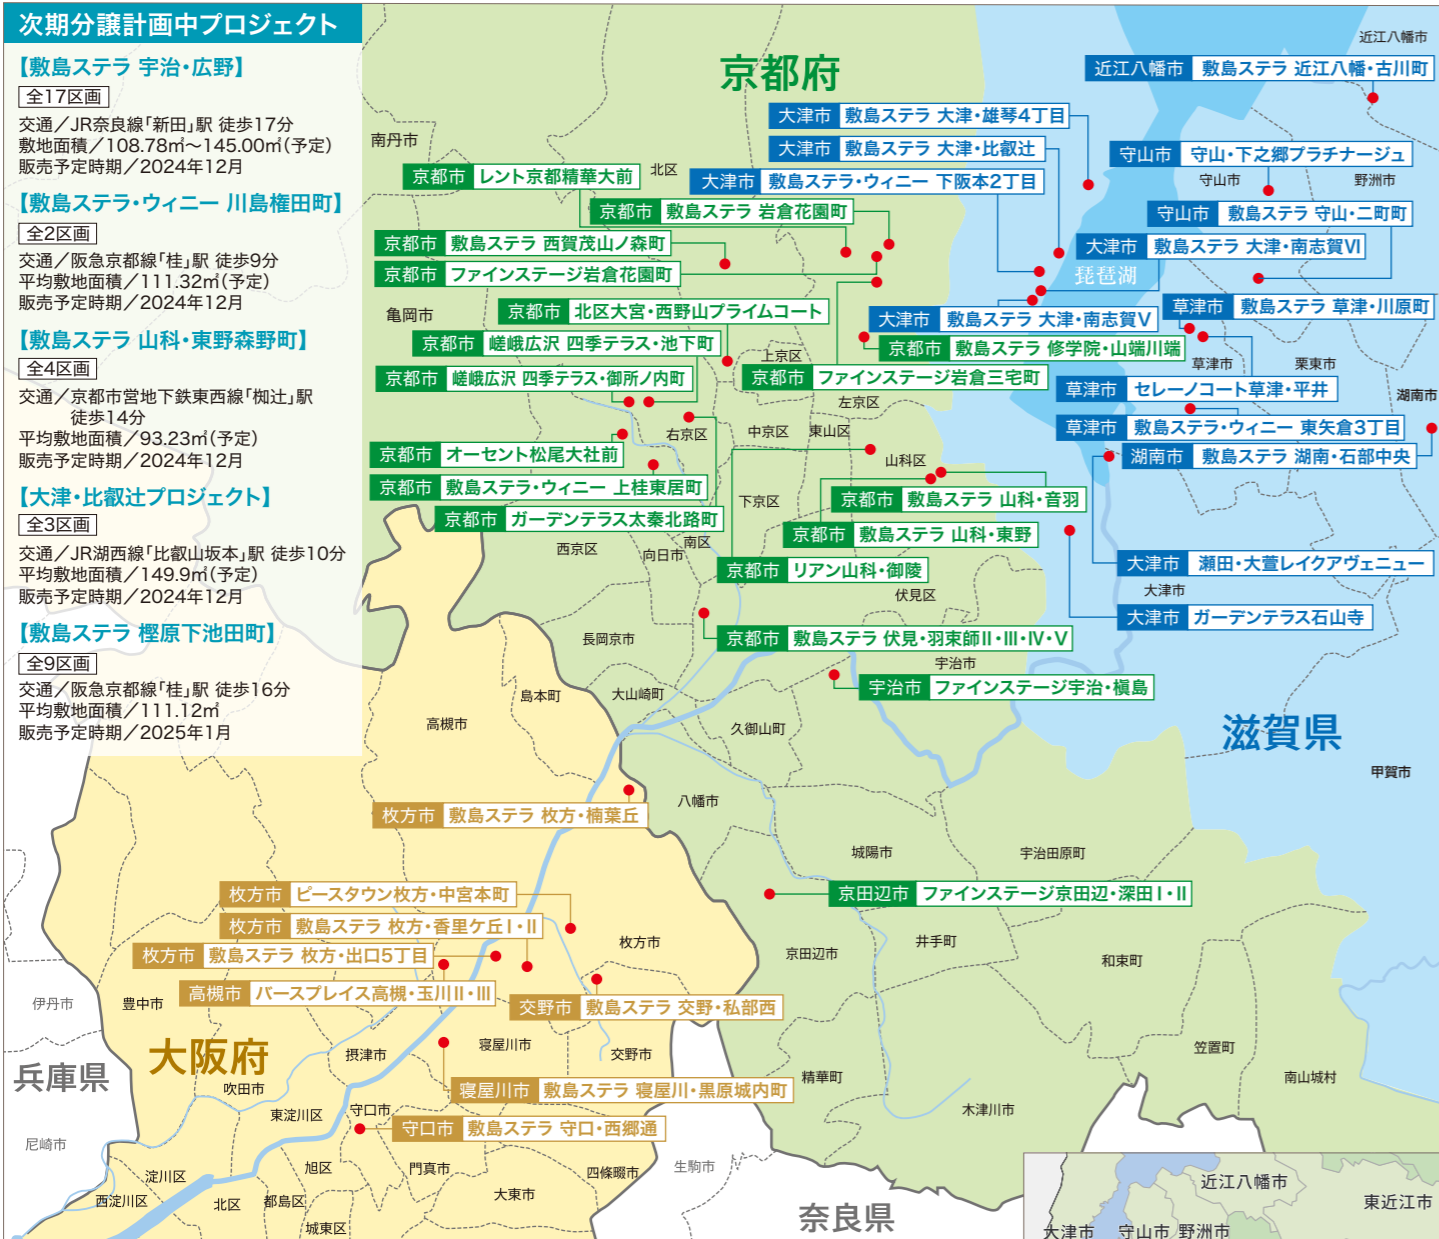 次期分譲計画中プロジェクト
【敷島ステラ 宇治・広野】
全17区画
交通／JR奈良線「新田」駅 徒歩17分
敷地面積／108.78㎡～145.00㎡(予定)
販売予定時期／2024年12月
【敷島ステラ・ウィニー 川島権田町】
全2区画
交通／阪急京都線「桂」駅 徒歩9分
平均敷地面積／111.32㎡(予定)
販売予定時期／2024年12月
【敷島ステラ 山科・東野森野町】
全4区画
交通／京都市営地下鉄東西線「椥辻」駅
徒歩14分
平均敷地面積／93.23㎡(予定)
販売予定時期／2024年12月
【大津・比叡辻プロジェクト】
全3区画
交通／JR湖西線「比叡山坂本」駅 徒歩10分
平均敷地面積／149.9㎡(予定)
販売予定時期／2024年12月
【敷島ステラ 樫原下池田町】
全9区画
交通／阪急京都線「桂」駅 徒歩16分
平均敷地面積／111.12㎡
販売予定時期／2025年1月
京都府
近江八幡市
近江八幡市 敷島ステラ 近江八幡・古川町
大津市 敷島ステラ 大津・雄琴4丁目
南丹市
大津市 敷島ステラ 大津・比叡辻
守山市 守山・下之郷プラチナージュ
京都市 レント京都精華大前
北区
大津市 敷島ステラ・ウィニー 下阪本2丁目
守山市
野洲市
京都市 敷島ステラ 岩倉花園町
守山市 敷島ステラ 守山・二町町
京都市 敷島ステラ 西賀茂山ノ森町
大津市 敷島ステラ 大津・南志賀Ⅵ
京都市 ファインステージ岩倉花園町
琵琶湖
亀岡市
京都市 北区大宮・西野山プライムコート
大津市 敷島ステラ 大津・南志賀Ⅴ
草津市 敷島ステラ 草津・川原町
京都市 嵯峨広沢 四季テラス・池下町
上京区
京都市 敷島ステラ 修学院・山端川端
草津市
栗東市
京都市 嵯峨広沢 四季テラス・御所ノ内町
京都市 ファインステージ岩倉三宅町
草津市 セレーノコート草津・平井
湖南市
左京区
右京区
中京区
東山区
草津市 敷島ステラ・ウィニー 東矢倉3丁目
京都市 オーセント松尾大社前
山科区
湖南市 敷島ステラ 湖南・石部中央
京都市 敷島ステラ・ウィニー 上桂東居町
下京区
京都市 敷島ステラ 山科・音羽
京都市 ガーデンテラス太秦北路町
京都市 敷島ステラ 山科・東野
西京区
向日市
南区
京都市 リアン山科・御陵
大津市 瀬田・大萱レイクアヴェニュー
伏見区
大津市
大津市 ガーデンテラス石山寺
長岡京市
京都市 敷島ステラ 伏見・羽束師Ⅱ・Ⅲ・Ⅳ・Ⅴ
宇治市
宇治市 ファインステージ宇治・槇島
島本町
大山崎町
高槻市
久御山町
滋賀県
甲賀市
八幡市
枚方市 敷島ステラ 枚方・楠葉丘
城陽市
宇治田原町
枚方市 ピースタウン枚方・中宮本町
京田辺市 ファインステージ京田辺・深田Ⅰ・Ⅱ
枚方市 敷島ステラ 枚方・香里ケ丘Ⅰ・Ⅱ
枚方市
井手町
枚方市 敷島ステラ 枚方・出口5丁目
京田辺市
和束町
高槻市 バースプレイス高槻・玉川Ⅱ・Ⅲ
交野市 敷島ステラ 交野・私部西
伊丹市
豊中市
大阪府
摂津市
寝屋川市
交野市
笠置町
兵庫県
吹田市
寝屋川市 敷島ステラ 寝屋川・黒原城内町
精華町
南山城村
東淀川区
守口市
木津川市
守口市 敷島ステラ 守口・西郷通
尼崎市
淀川区
旭区
門真市
四條畷市
生駒市
西淀川区
北区
都島区
大東市
城東区
奈良県
近江八幡市
東近江市
大津市
守山市
野洲市